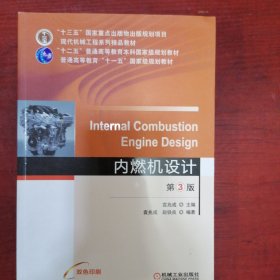 “十三五”国家重点出版物出版规划项目
现代机械工程系列精品教材
“十二五”普通高等教育本科国家级规划教材
普通高等教育“十一五”国家级规划教材
Internal Combustion
Engine Design
内燃机设计
第3版
袁兆成 主编
编著
双色印刷
机械工业出版社